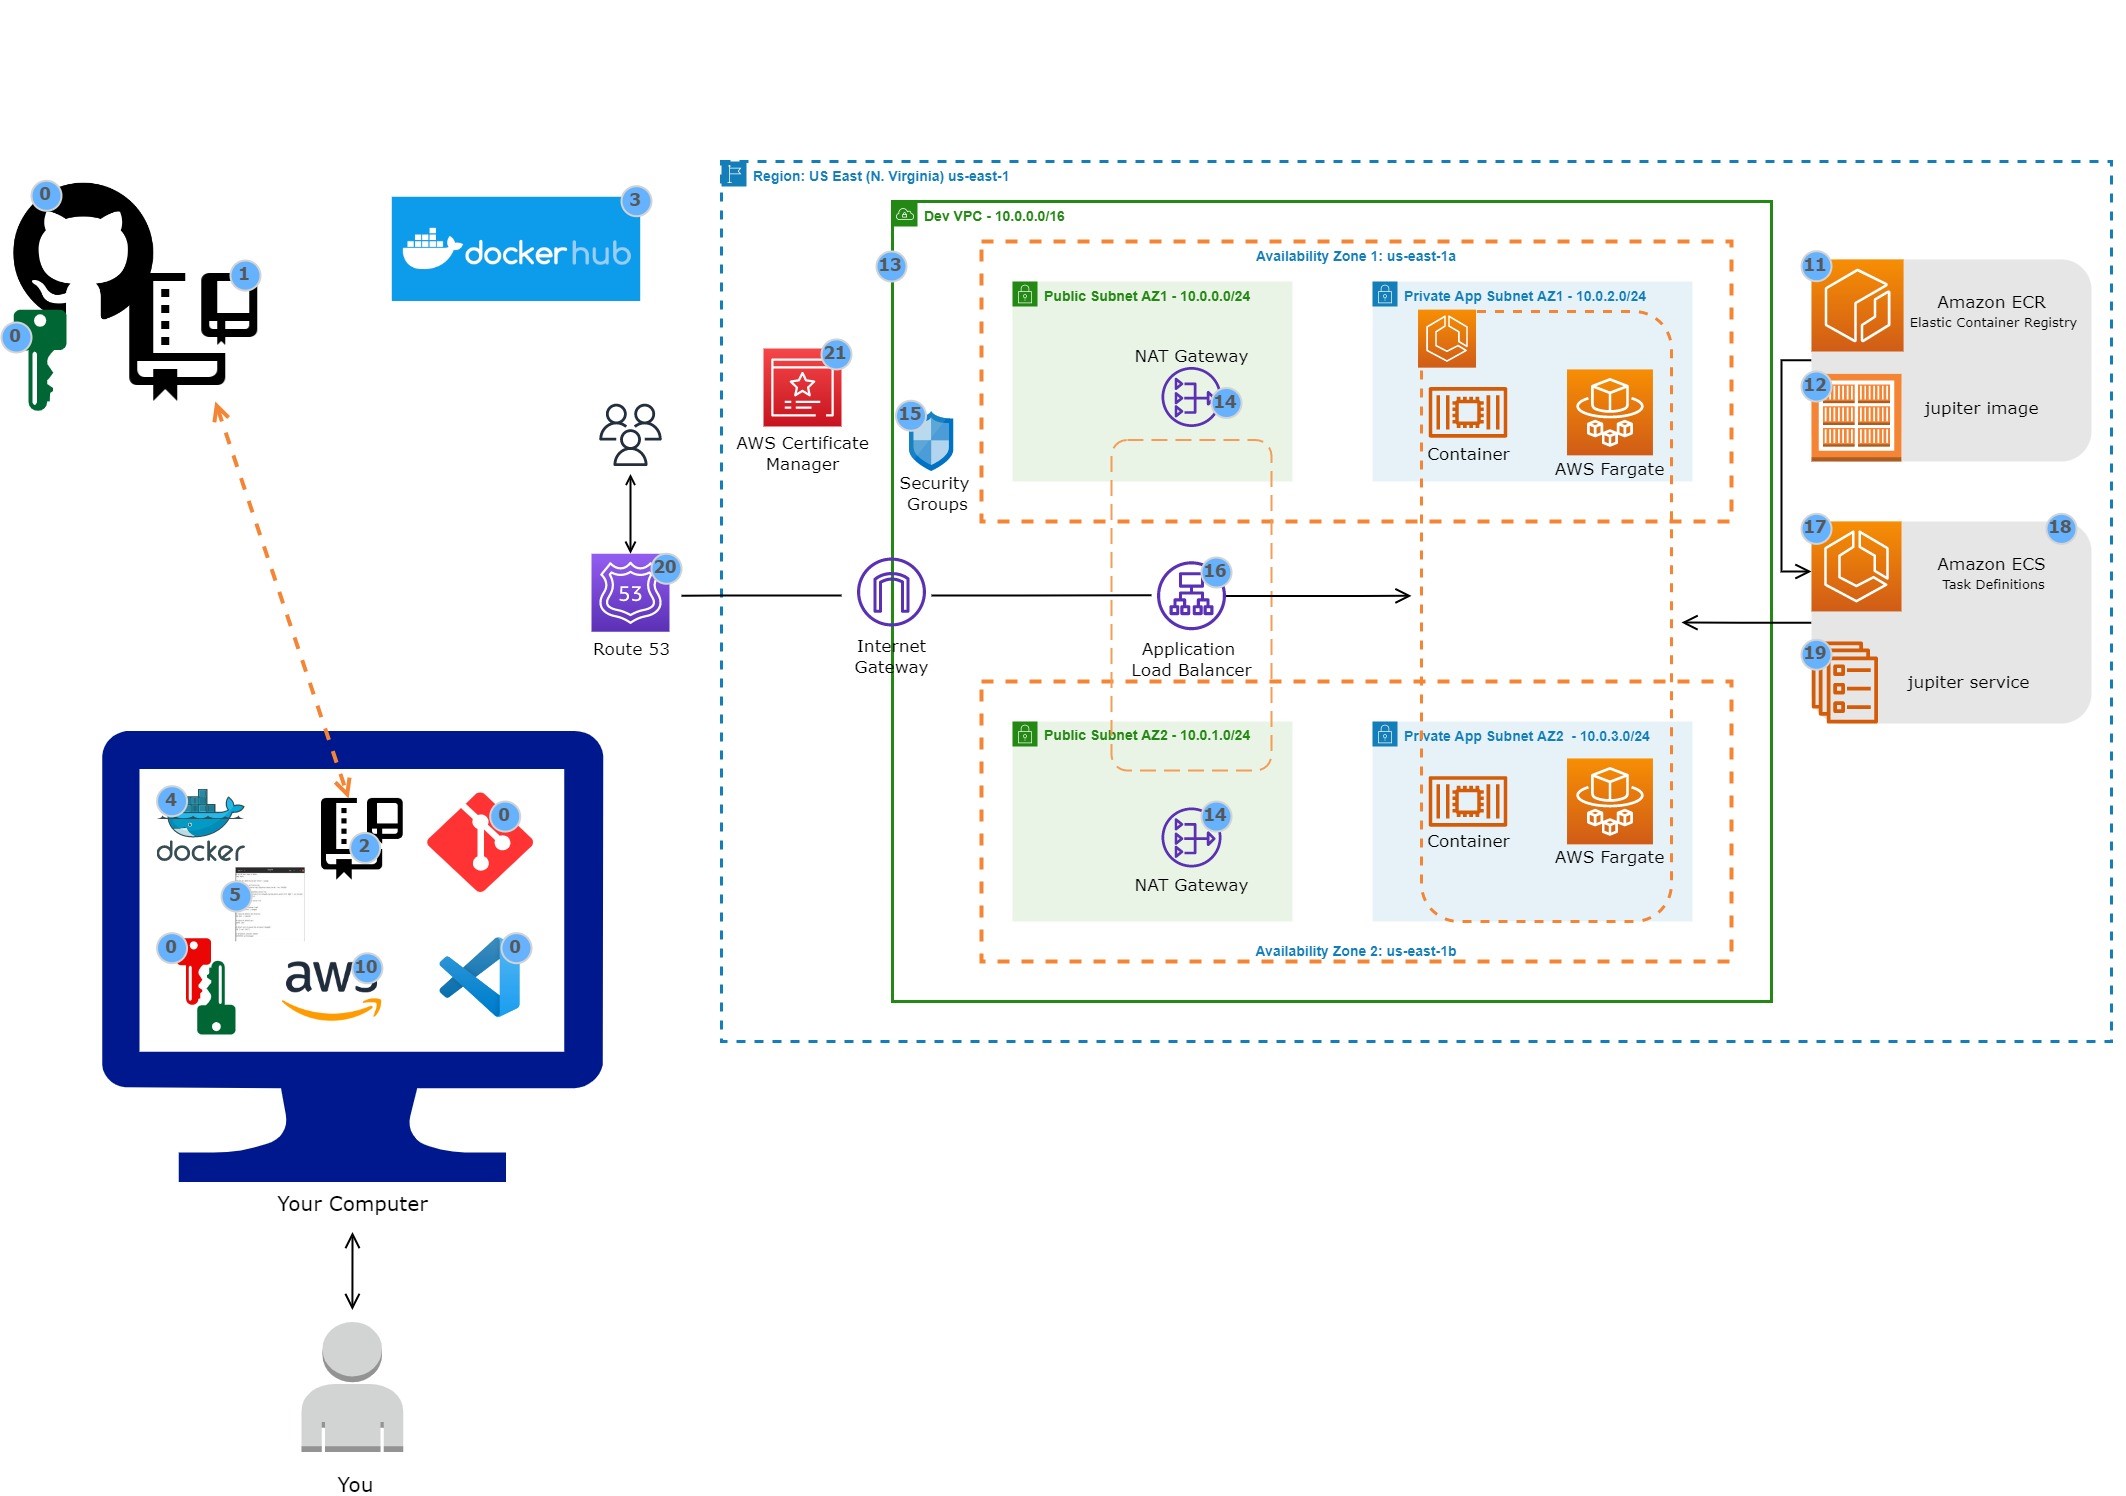 0
1
0
3
dockerhub
Region: US East (N. Virginia) us-east-1
Dev VPC - 10.0.0.0/16
13
Availability Zone 1: us-east-1a
Public Subnet AZ1 - 10.0.0.0/24
NAT Gateway
14
Private App Subnet AZ1 - 10.0.2.0/24
Container
AWS Fargate
21
AWS Certificate
Manager
15
Security
Groups
11
Amazon ECR
Elastic Container Registry
12
jupiter image
20
53
Route 53
Internet
Gateway
16
Application
Load Balancer
17
18
Amazon ECS
Task Definitions
19
jupiter service
Public Subnet AZ2 - 10.0.1.0/24
14
NAT Gateway
Private App Subnet AZ2 - 10.0.3.0/24
Container
AWS Fargate
Availability Zone 2: us-east-1b
4
docker
2
0
5
0
aws
10
0
Your Computer
You